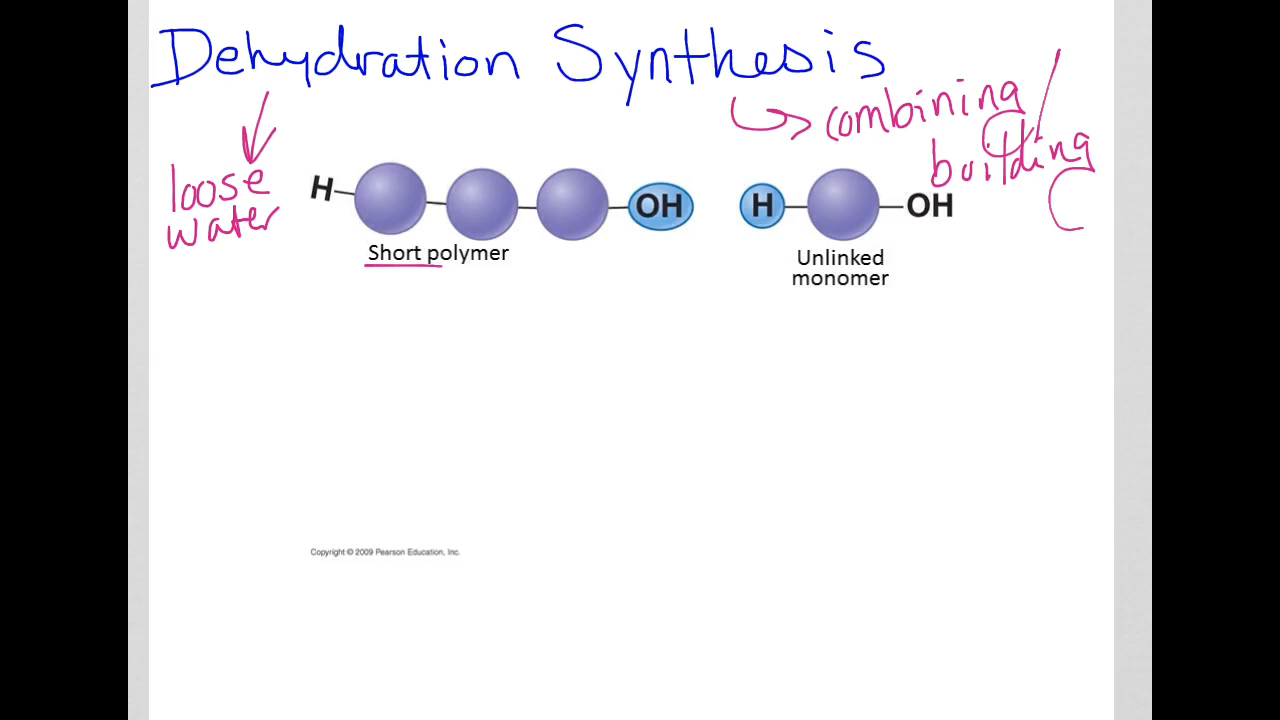 Dehydration Synthesis
combining /
building
loose
water
H
OH
H
OH
Short polymer
Unlinked
monomer
Copyright © 2009 Pearson Education, Inc.